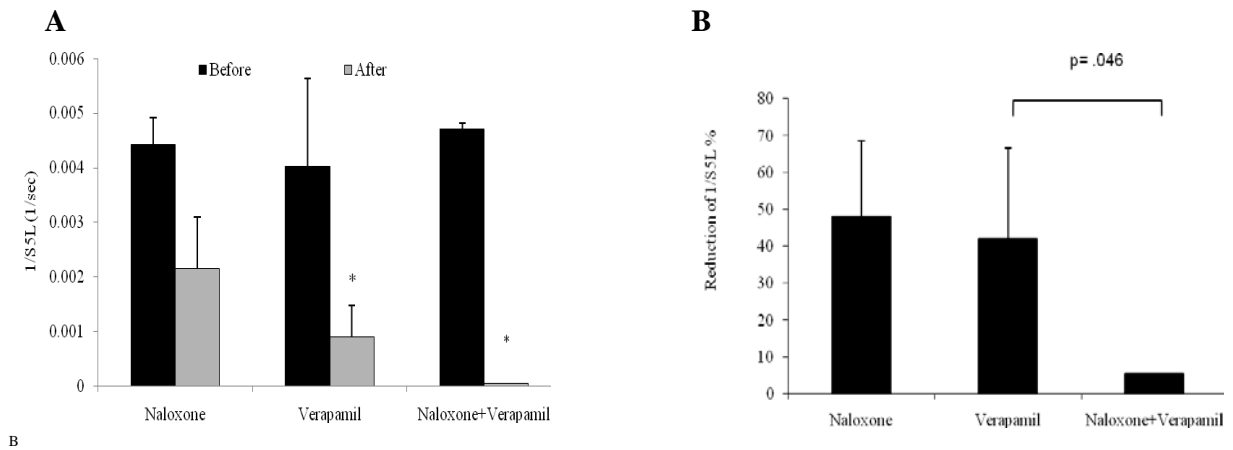 A
0.006
Before
After
0.005
0.004
0.003
0.002
0.001
0
1/S5L (1/sec)
*
*
Naloxone
Verapamil
Naloxone+Verapamil
B
B
p= .046
80
70
60
50
40
30
20
10
0
Reduction of 1/S5L %
Naloxone
Verapamil
Naloxone+Verapamil